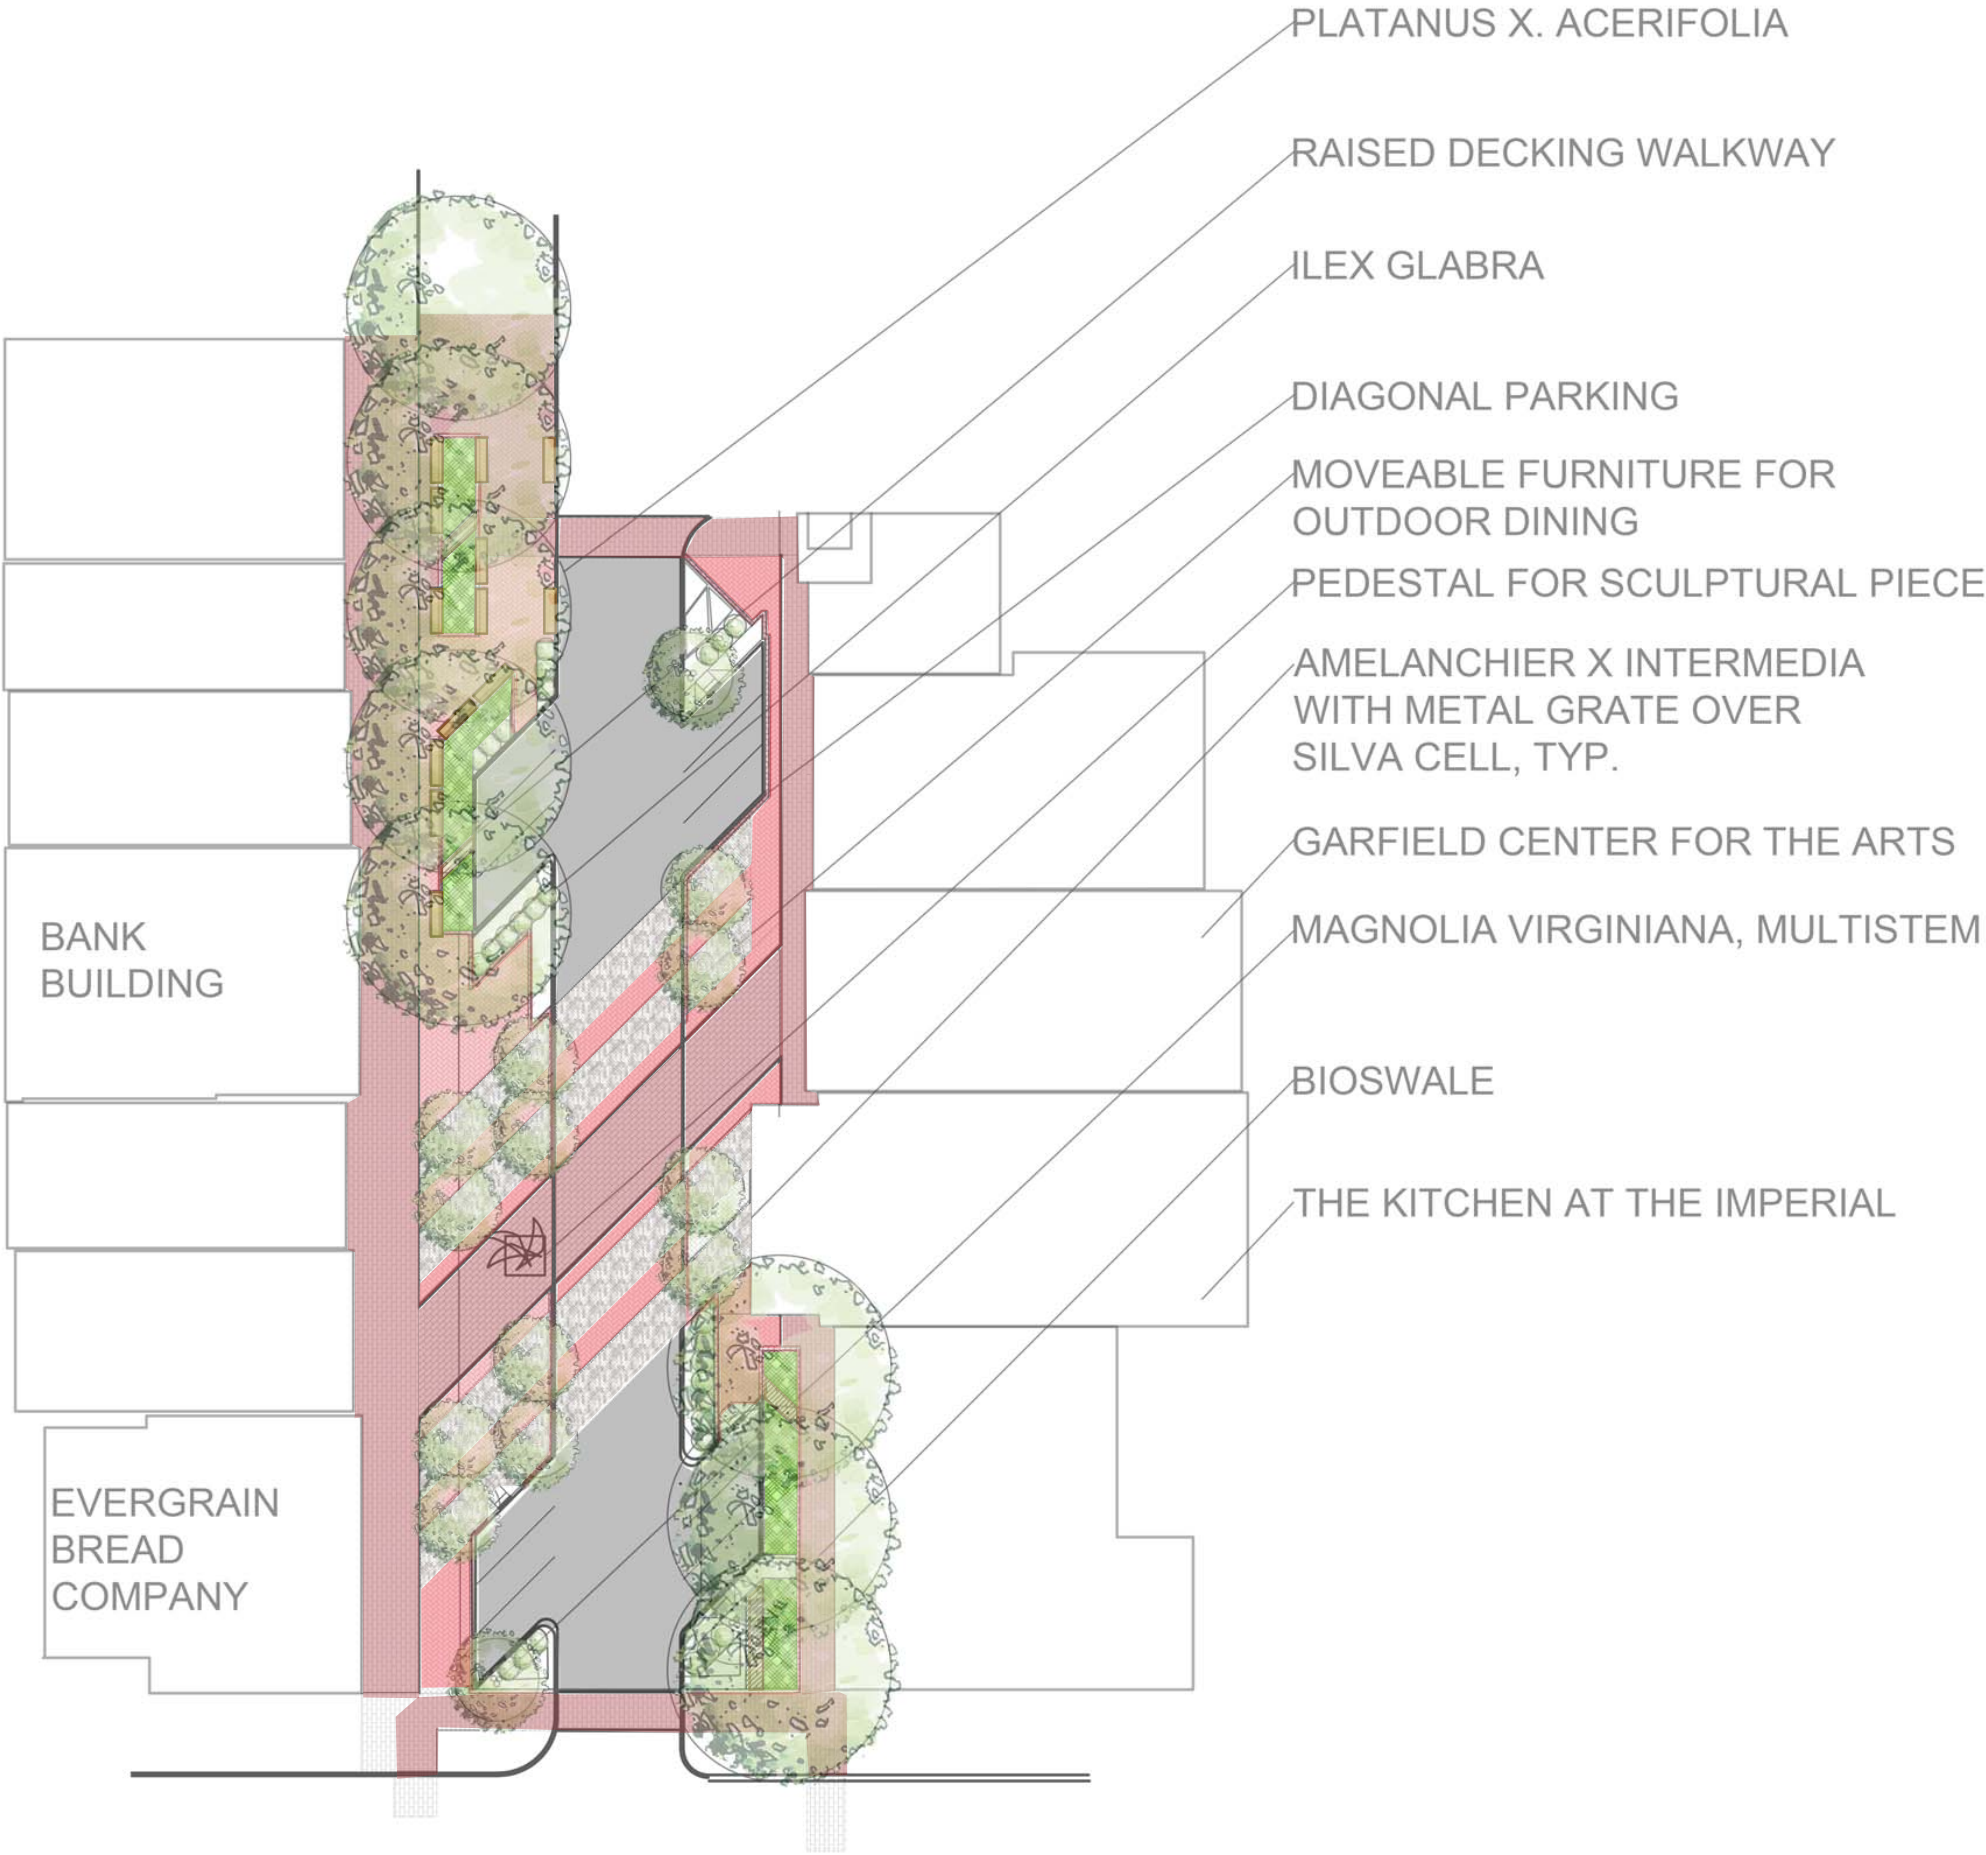 PLATANUS X. ACERIFOLIA
RAISED DECKING WALKWAY
ILEX GLABRA
DIAGONAL PARKING
MOVEABLE FURNITURE FOR
OUTDOOR DINING
PEDESTAL FOR SCULPTURAL PIECE
AMELANCHIER X INTERMEDIA
WITH METAL GRATE OVER
SILVA CELL, TYP.
GARFIELD CENTER FOR THE ARTS
MAGNOLIA VIRGINIANA, MULTISTEM
BIOSWALE
THE KITCHEN AT THE IMPERIAL
BANK
BUILDING
EVERGRAIN
BREAD
COMPANY